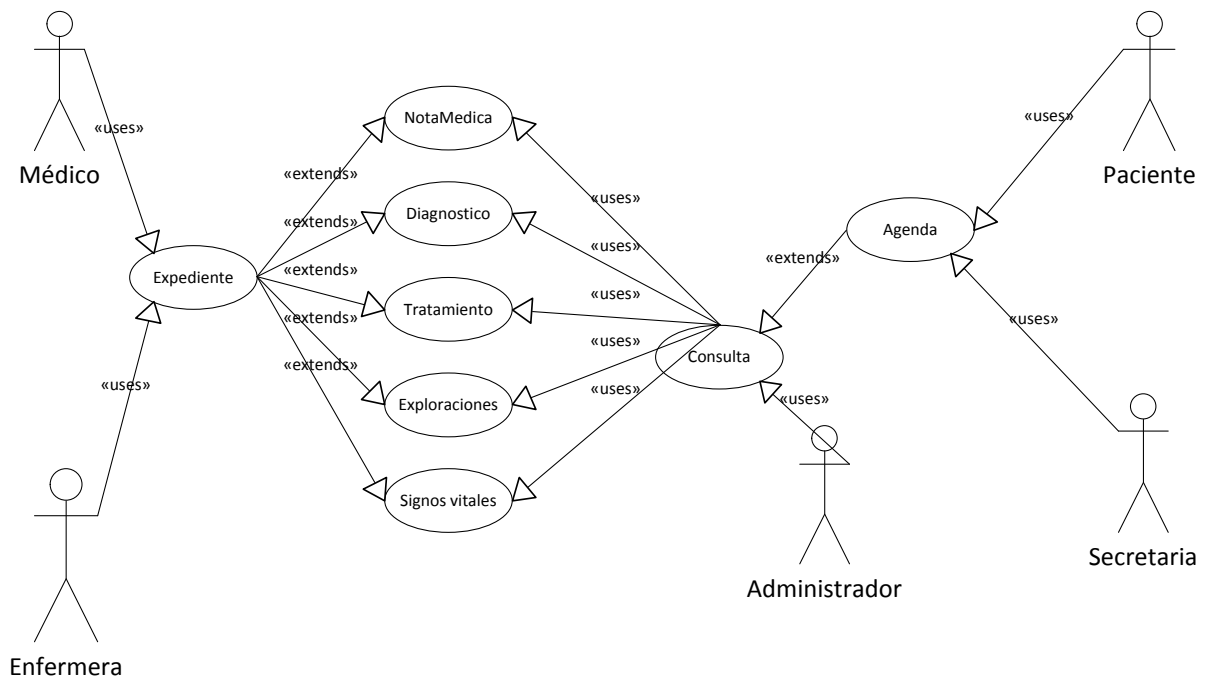 «uses»
«uses»
Médico
NotaMedica
Paciente
«extends»
«uses»
«extends»
Diagnostico
«uses»
Agenda
«extends»
Expediente
«extends»
Tratamiento
«uses»
«extends»
«uses»
«uses»
Consulta
«extends»
«uses»
«uses»
Exploraciones
«uses»
Signos vitales
Secretaria
Administrador
Enfermera